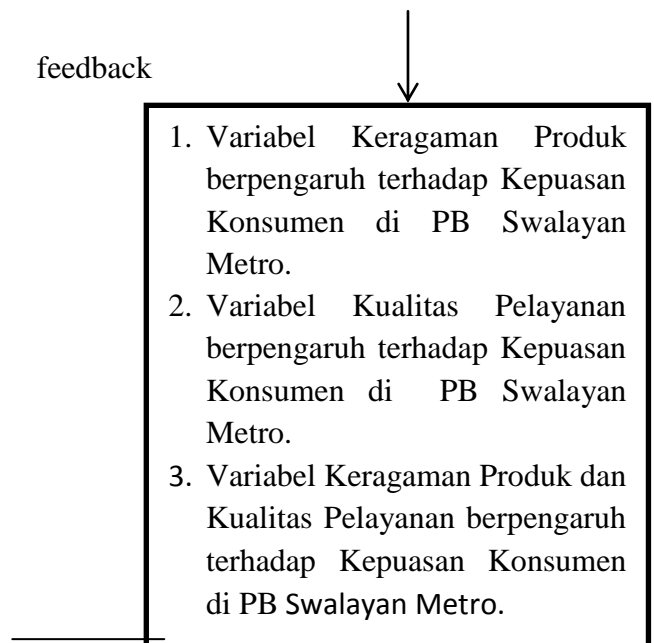 feedback
1. Variabel Keragaman Produk
berpengaruh terhadap Kepuasan
Konsumen di PB Swalayan
Metro.
2. Variabel Kualitas Pelayanan
berpengaruh terhadap Kepuasan
Konsumen di PB Swalayan
Metro.
3. Variabel Keragaman Produk dan
Kualitas Pelayanan berpengaruh
terhadap Kepuasan Konsumen
di PB Swalayan Metro.